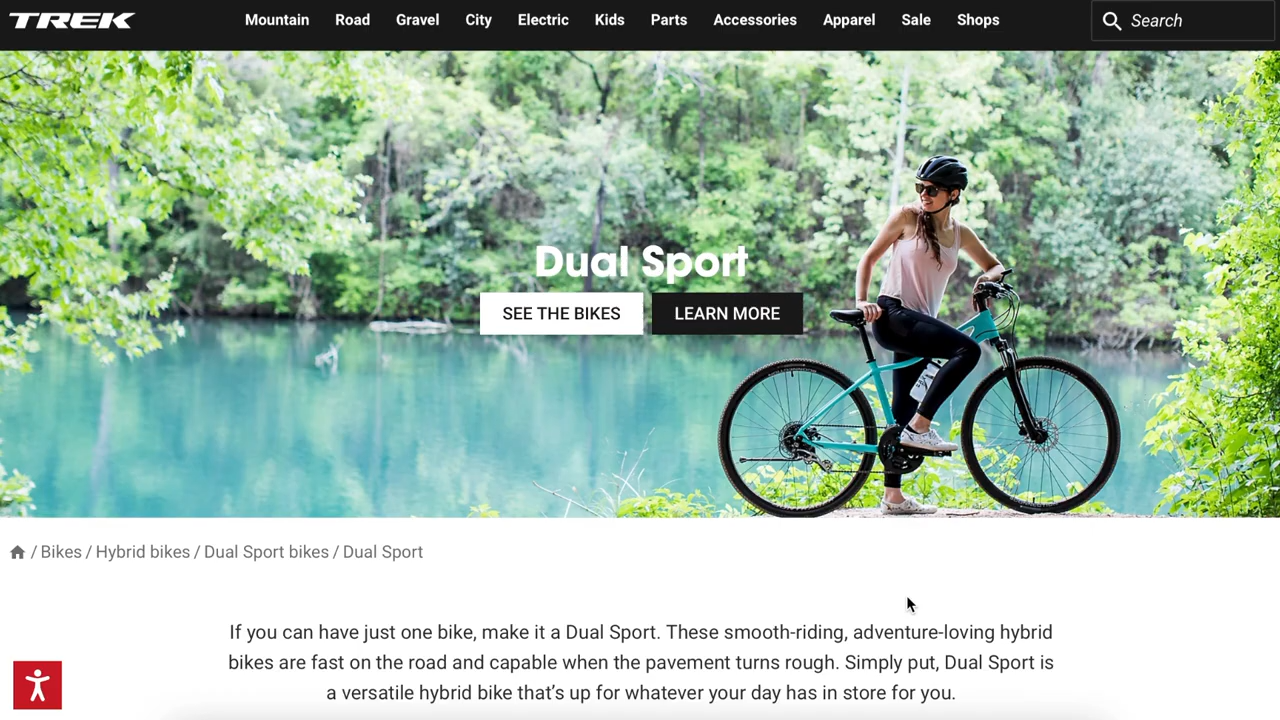 TREK
Mountain Road Gravel City Electric Kids Parts Accessories Apparel Sale Shops
Search
Dual Sport
SEE THE BIKES
LEARN MORE
/ Bikes / Hybrid bikes / Dual Sport bikes / Dual Sport
If you can have just one bike, make it a Dual Sport. These smooth-riding, adventure-loving hybrid
bikes are fast on the road and capable when the pavement turns rough. Simply put, Dual Sport is
a versatile hybrid bike that’s up for whatever your day has in store for you.